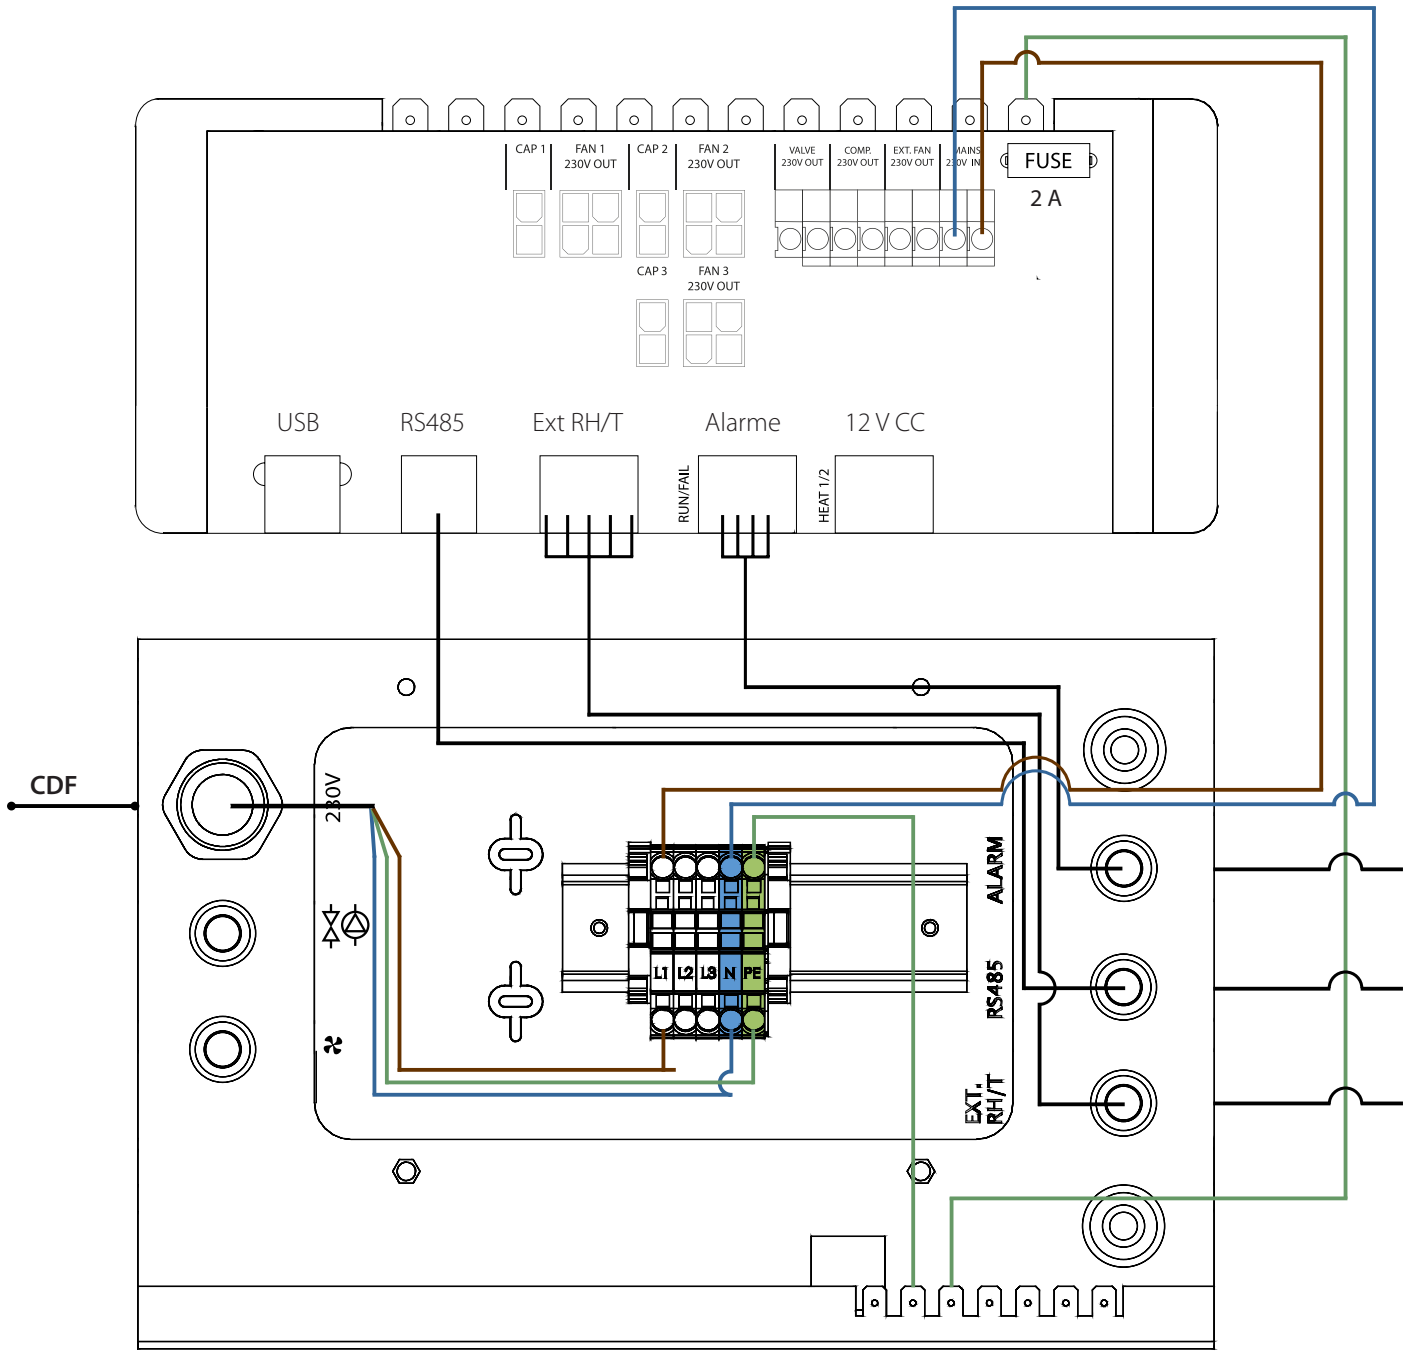 CAP 1
FAN 1
230V OUT
CAP 2
FAN 2
230V OUT
VALVE
230V OUT
COMP.
230V OUT
EXT. FAN
230V OUT
MAINS
230V IN
FUSE
2 A
CAP 3
FAN 3
230V OUT
USB
RS485
Ext RH/T
Alarme
12 V CC
RUN/FAIL
HEAT 1/2
CDF
230V
ALARM
L1
L2
L3
N
PE
RS485
EXT.
RH/T